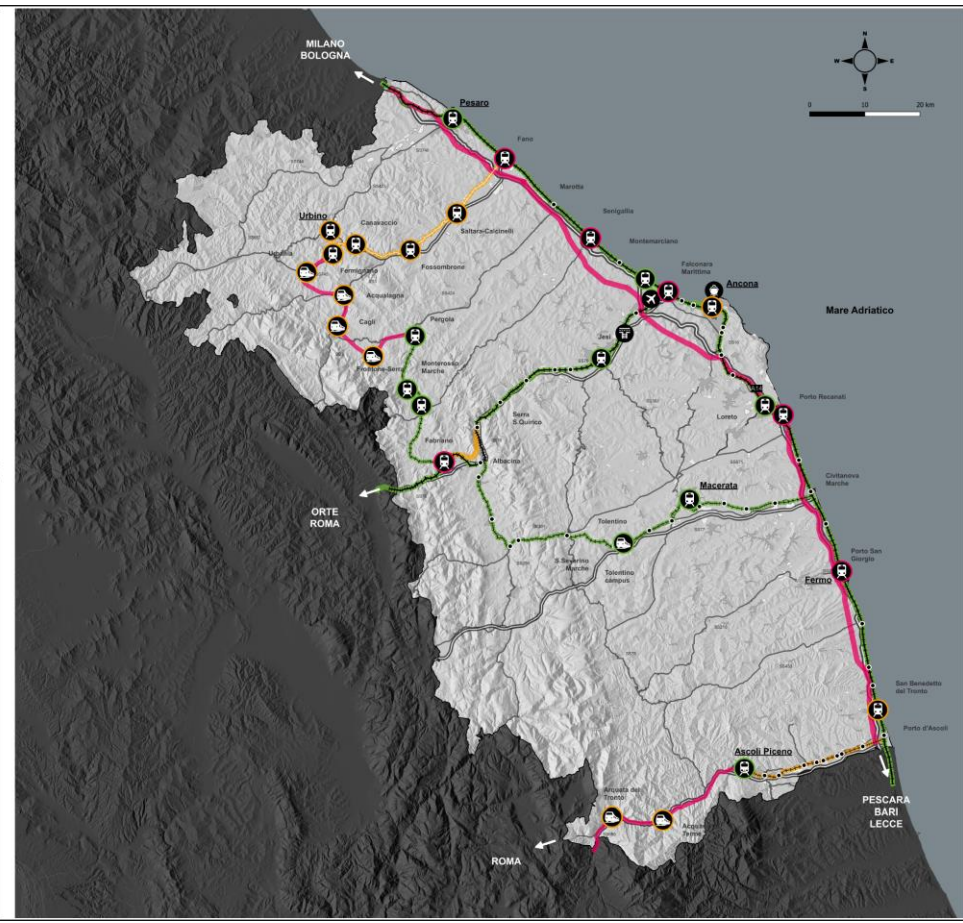 MILANO
BOLOGNA
N
W
E
S
0
10
20 km
Pesaro
Fano
Marotta
Senigallia
Urbino
Canavaccio
Saltara-Calcinelli
Montemarciano
Urbania
Fermignano
Fossombrone
Falconara
Marittima
Ancona
Acqualagna
Mare Adriatico
Cagli
Pergola
Jesi
Frontone-Serra
Monterosso
Marche
Porto Recanati
Loreto
Serra
S.Quirico
Fabriano
Albacina
Civitanova
Marche
Macerata
ORTE
ROMA
Tolentino
S.Severino
Marche
Tolentino
campus
Porto San
Giorgio
Fermo
San Benedetto
del Tronto
Porto d'Ascoli
Ascoli Piceno
Arquata del
Tronto
Acquasanta
Terme
PESCARA
BARI
LECCE
ROMA